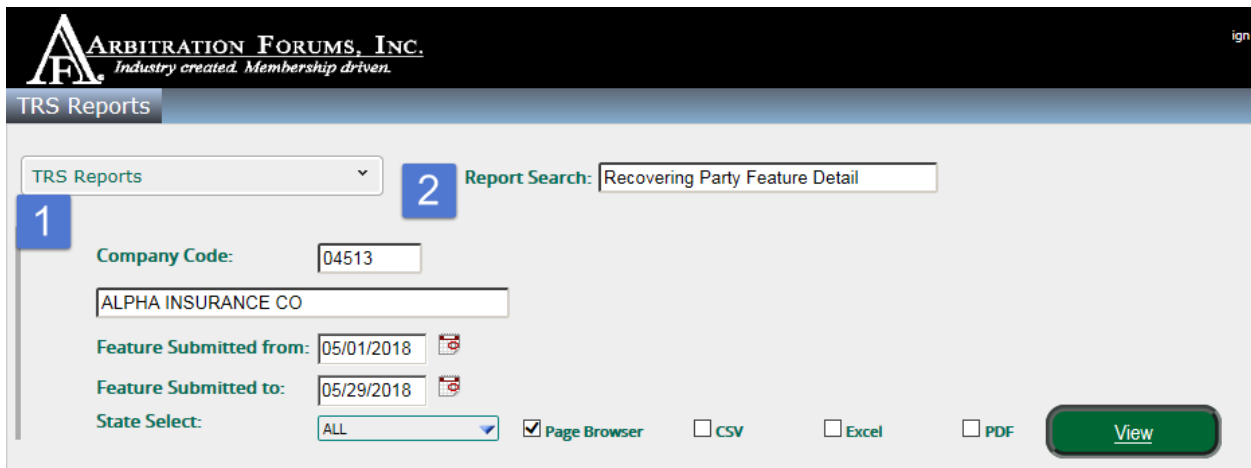 ARBITRATION FORUMS, INC.
Industry created. Membership driven.
ign
TRS Reports
TRS Reports
1
2
Report Search: Recovering Party Feature Detail
Company Code: 04513
ALPHA INSURANCE CO
Feature Submitted from: 05/01/2018
Feature Submitted to: 05/29/2018
State Select: ALL Page Browser CSV Excel PDF View